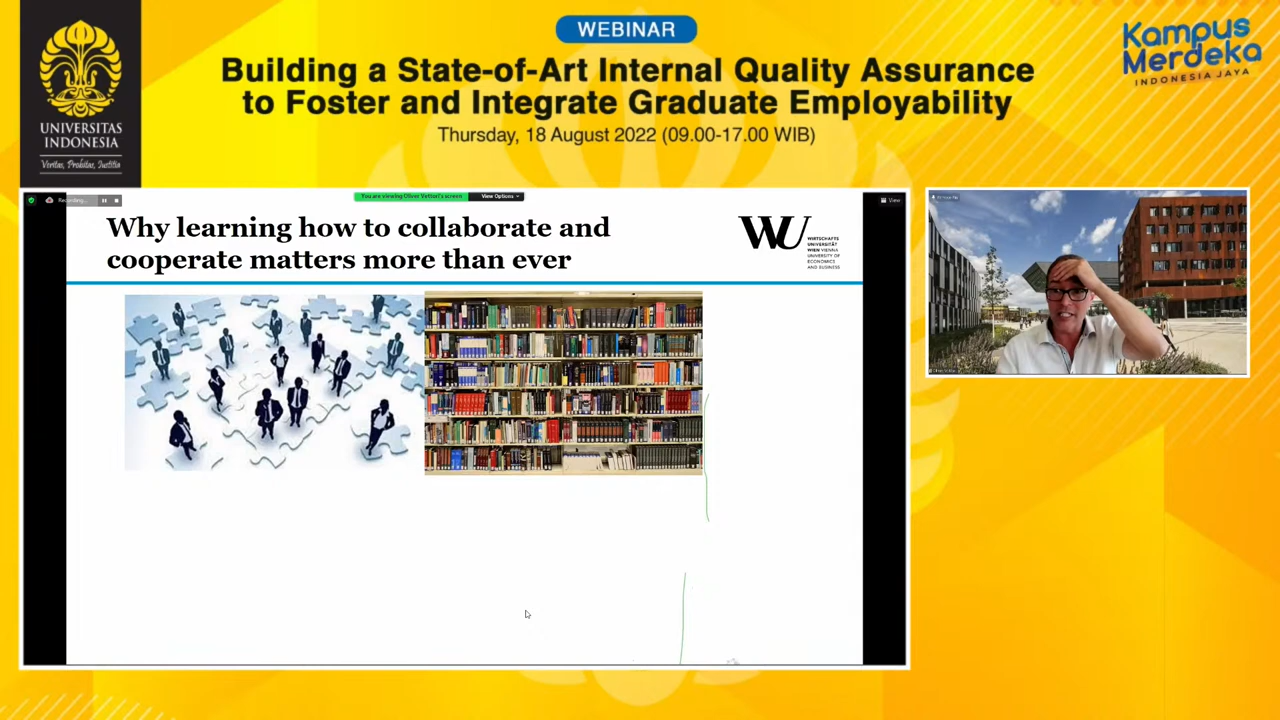 WEBINAR
Building a State-of-Art Internal Quality Assurance
to Foster and Integrate Graduate Employability
Thursday, 18 August 2022 (09.00-17.00 WIB)
UNIVERSITAS
INDONESIA
Veritas, Probitas, Justitia
Kampus
Merdeka
INDONESIA JAYA
Recording...
You are viewing Oliver Vettori's screen
View Options
View
Why learning how to collaborate and
cooperate matters more than ever
WU
WIRTSCHAFTS
UNIVERSITÄT
WIEN VIENNA
UNIVERSITY OF
ECONOMICS
AND BUSINESS